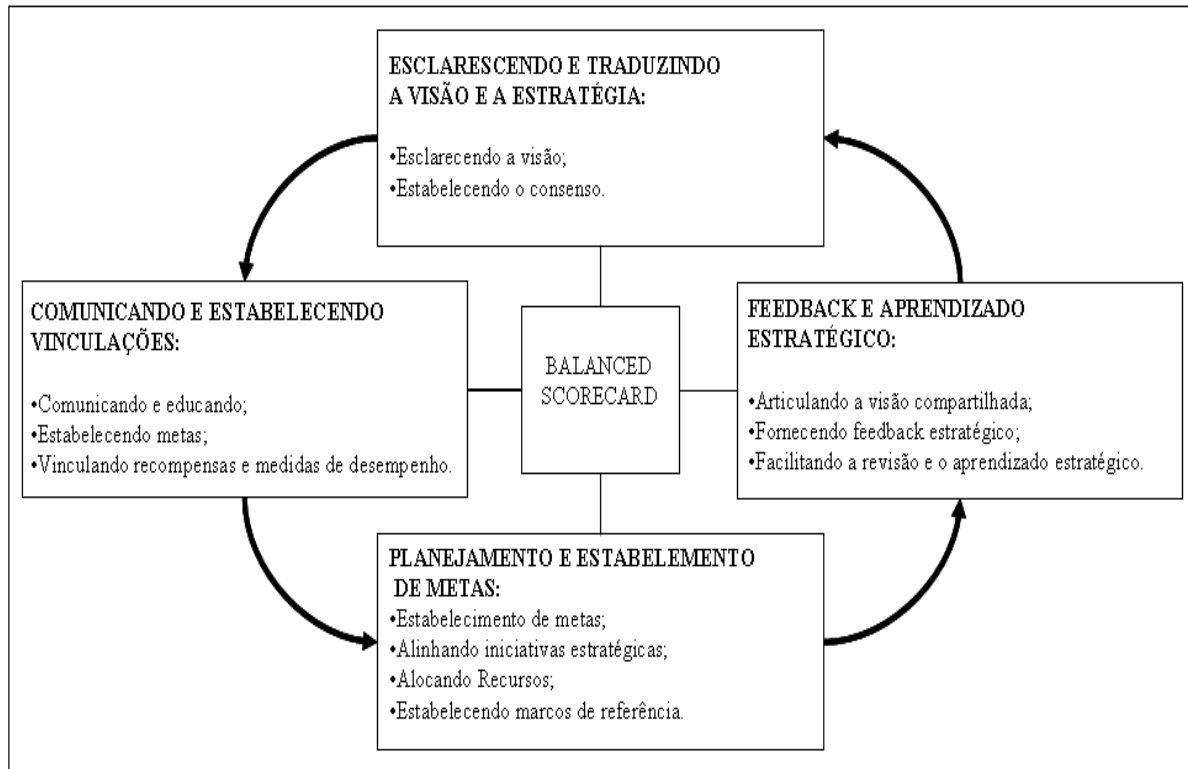 ESCLARESCENDO E TRADUZINDO
A VISÃO E A ESTRATÉGIA:
•Esclarecendo a visão;
•Estabelecendo o consenso.
COMUNICANDO E ESTABELECENDO
VINCULAÇÕES:
•Comunicando e educando;
•Estabelecendo metas;
•Vinculando recompensas e medidas de desempenho.
BALANCED
SCORECARD
FEEDBACK E APRENDIZADO
ESTRATÉGICO:
•Articulando a visão compartilhada;
•Fornecendo feedback estratégico;
•Facilitando a revisão e o aprendizado estratégico.
PLANEJAMENTO E ESTABELEMENTO
DE METAS:
•Estabelecimento de metas;
•Alinhando iniciativas estratégicas;
•Alocando Recursos;
•Estabelecendo marcos de referência.